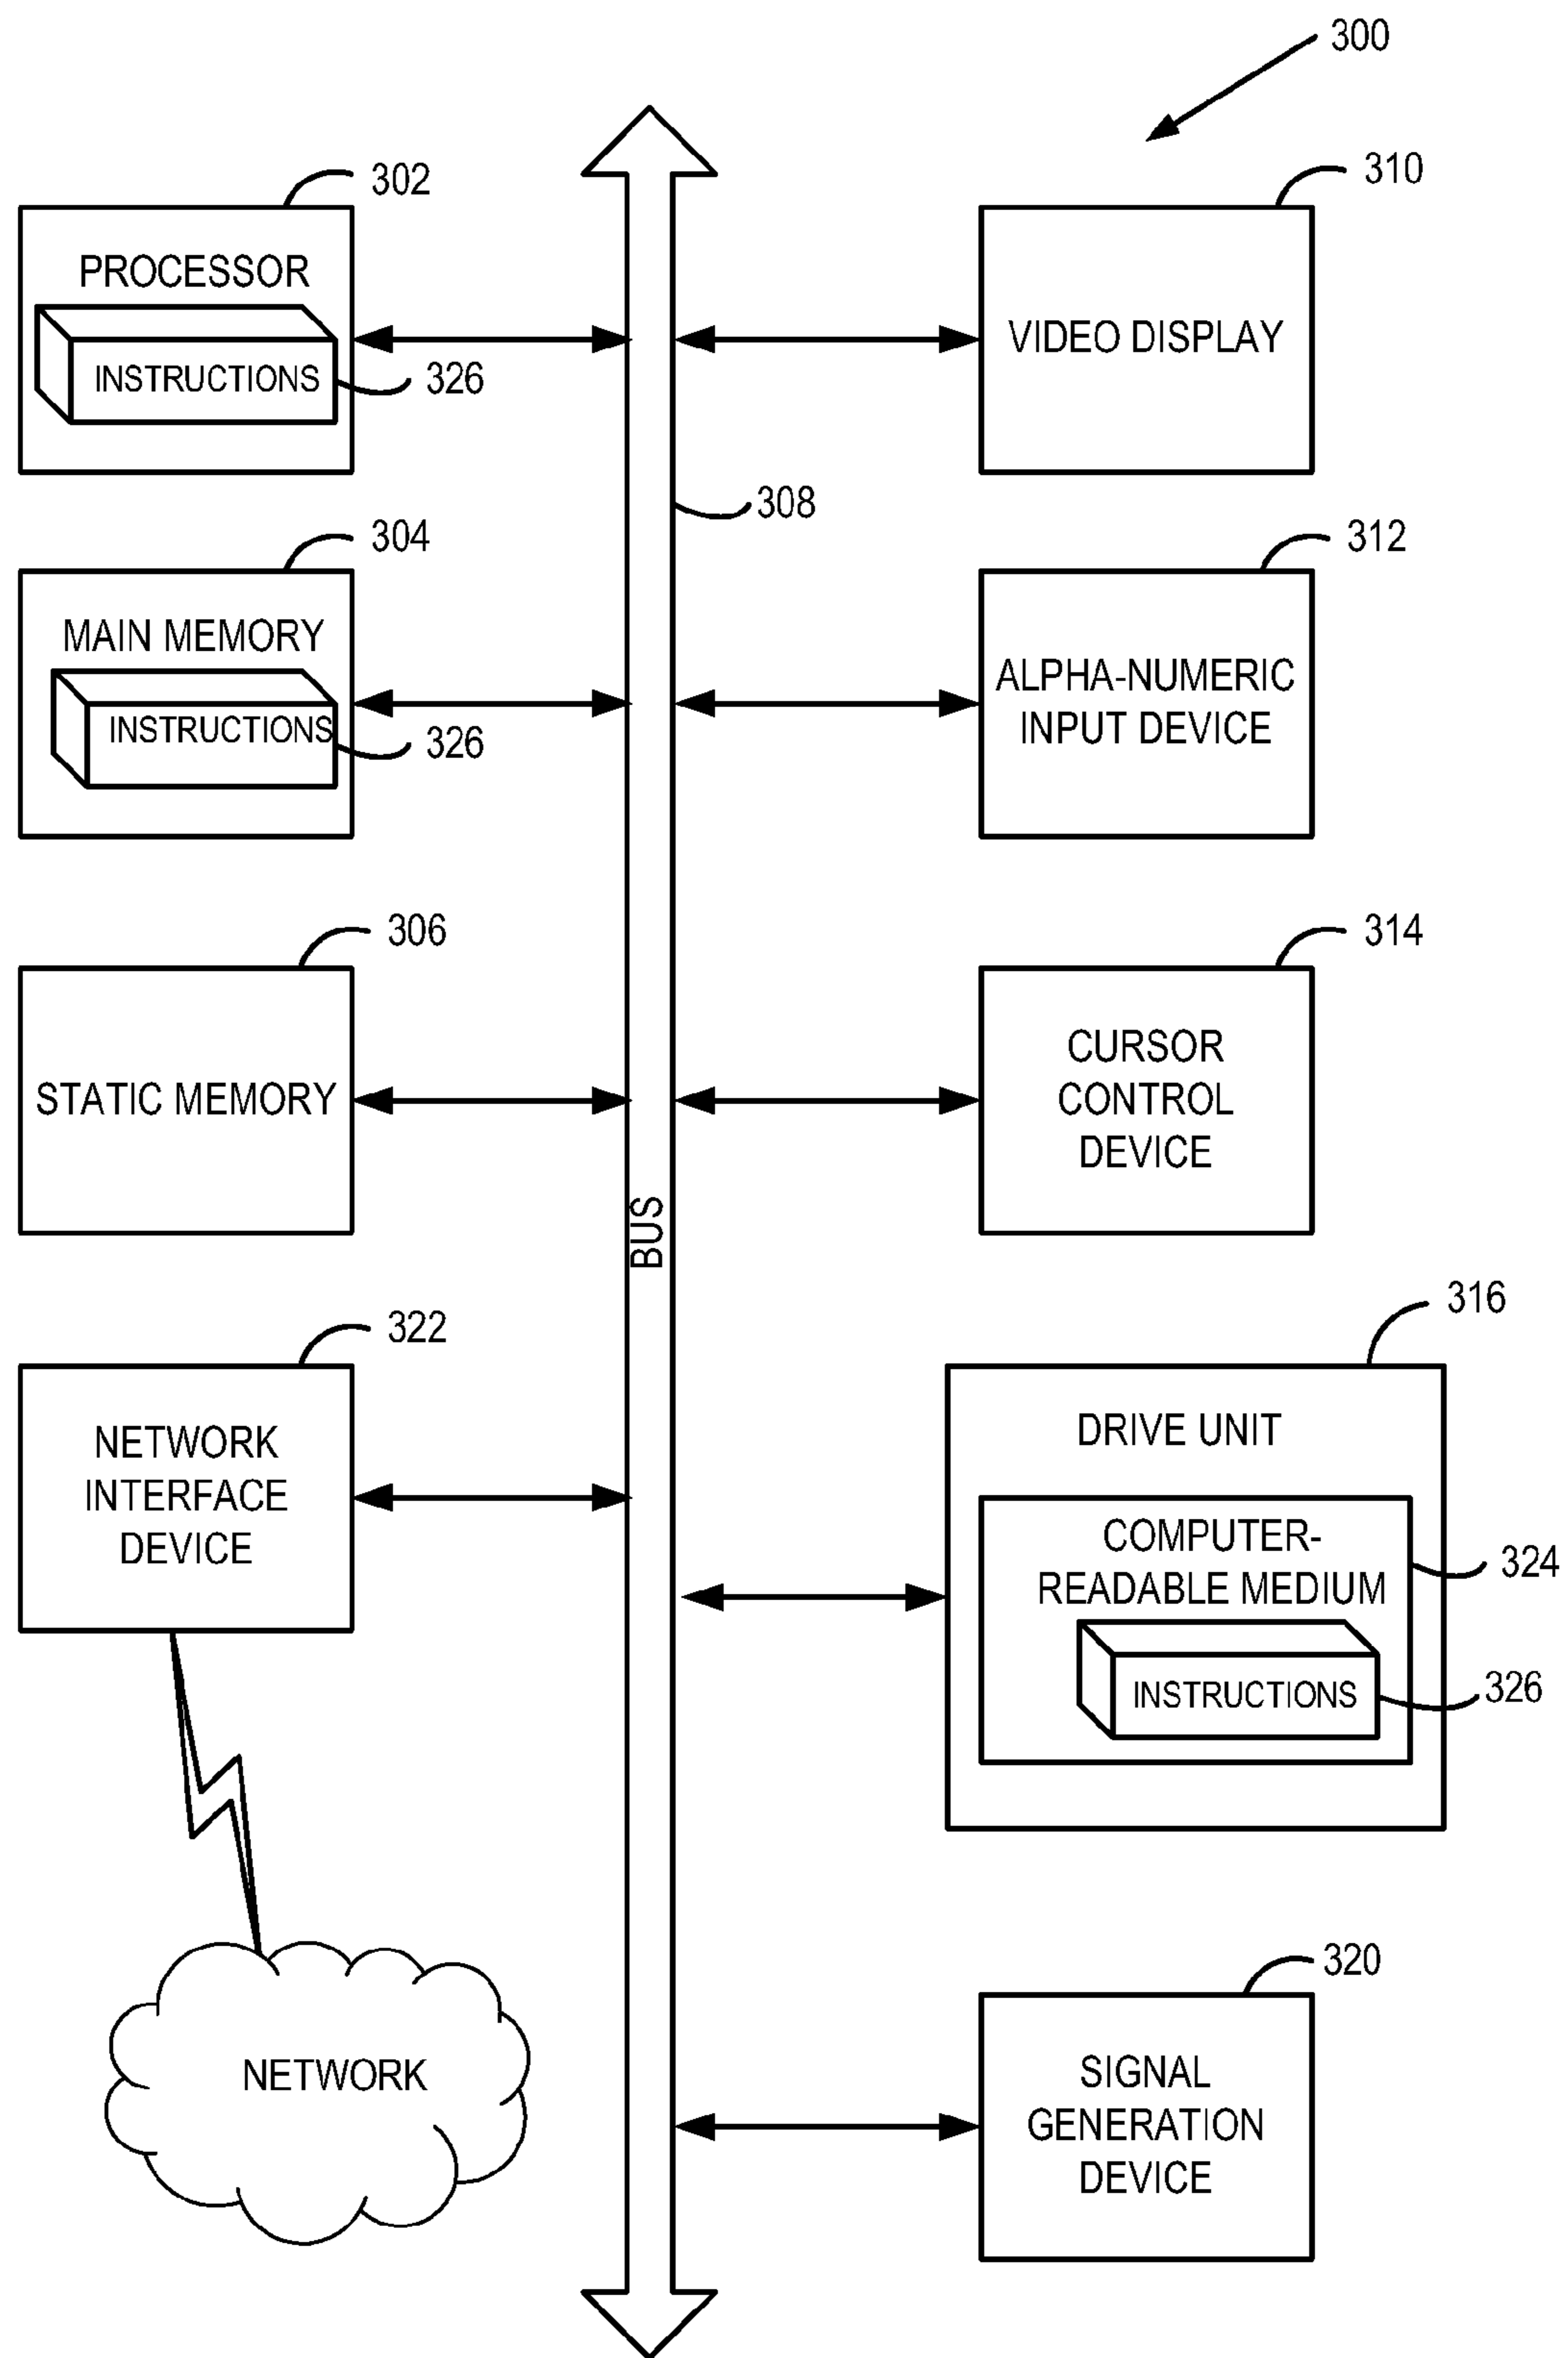 300
302
PROCESSOR
INSTRUCTIONS
326
310
VIDEO DISPLAY
308
304
MAIN MEMORY
INSTRUCTIONS
326
312
ALPHA-NUMERIC
INPUT DEVICE
306
STATIC MEMORY
314
CURSOR
CONTROL
DEVICE
BUS
322
NETWORK
INTERFACE
DEVICE
316
DRIVE UNIT
COMPUTER-
READABLE MEDIUM
324
INSTRUCTIONS
326
NETWORK
320
SIGNAL
GENERATION
DEVICE